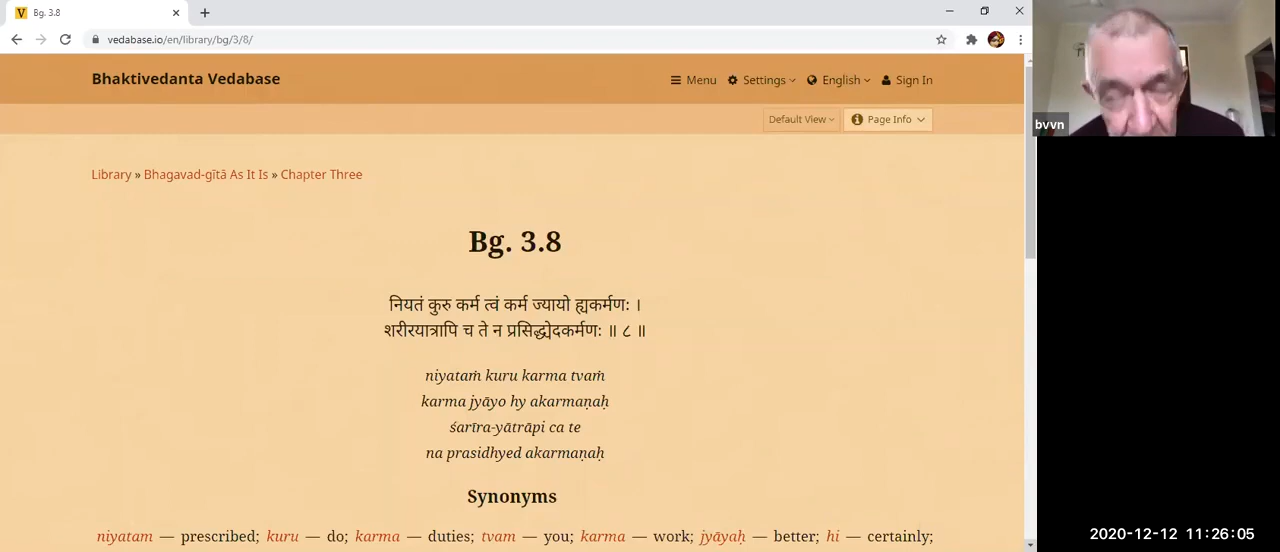 Bg. 3.8
vedabase.io/en/library/bg/3/8/
Bhaktivedanta Vedabase
Menu Settings English Sign In
Default View Page Info
Library » Bhagavad-gītā As It Is » Chapter Three
Bg. 3.8
नियतं कुरु कर्म त्वं कर्म ज्यायो ह्यकर्मणः ।
शरीरयात्रापि च ते न प्रसिद्ध्येदकर्मणः ॥ ८ ॥
niyataṁ kuru karma tvaṁ
karma jyāyo hy akarmaṇaḥ
śarīra-yātrāpi ca te
na prasidhyed akarmaṇaḥ
Synonyms
niyatam — prescribed; kuru — do; karma — duties; tvam — you; karma — work; jyāyaḥ — better; hi — certainly;
bvvn
2020-12-12 11:26:05